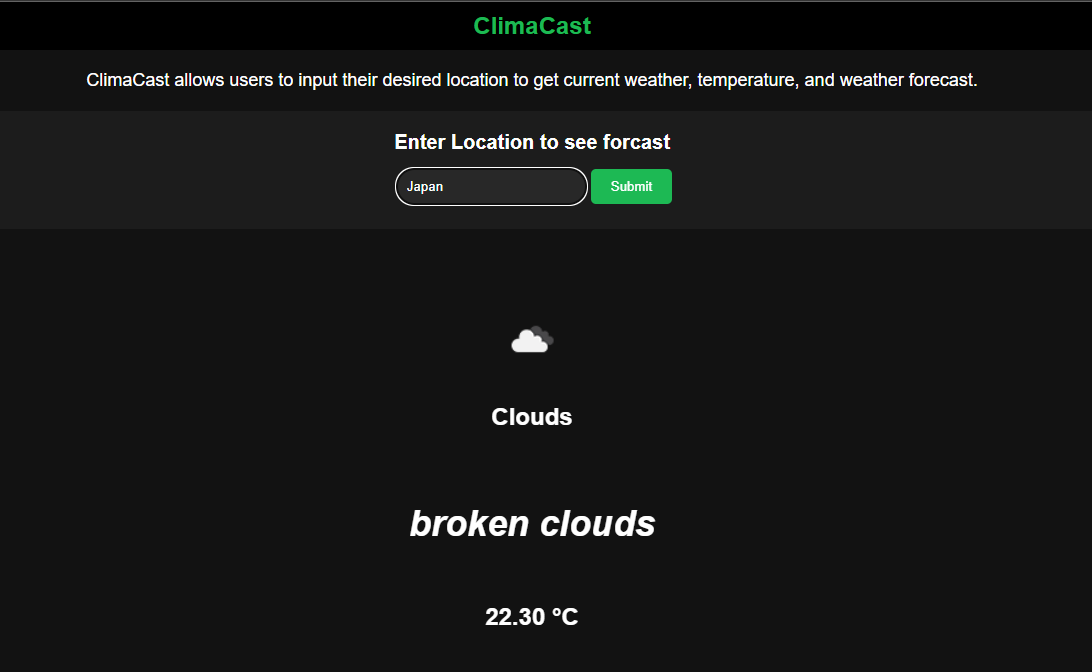 ClimaCast
ClimaCast allows users to input their desired location to get current weather, temperature, and weather forecast.
Enter Location to see forcast
Japan
Submit
Clouds
broken clouds
22.30 °C